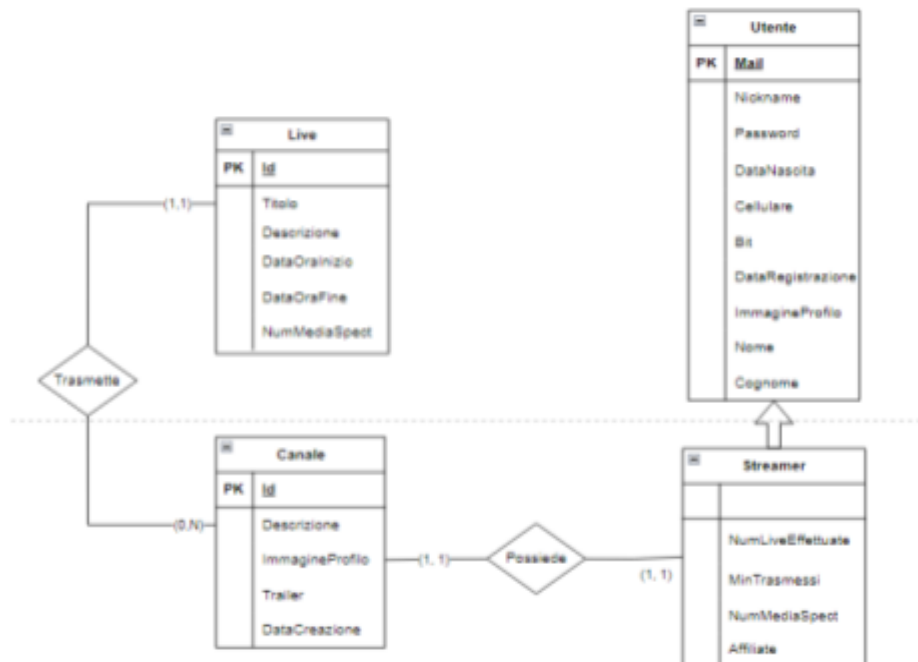 Utente
PK Mail
Nickname
Password
DataNascita
Cellulare
Bit
DataRegistrazione
ImmagineProfilo
Nome
Cognome
Live
PK Id
Titolo
Descrizione
DataOraInizio
DataOraFine
NumMediaSpect
(1,1)
Trasmette
(0,N)
Canale
PK Id
Descrizione
ImmagineProfilo
Trailer
DataCreazione
(1, 1)
Possiede
(1, 1)
Streamer
NumLiveEffettuate
MinTrasmessi
NumMediaSpect
Affiliate